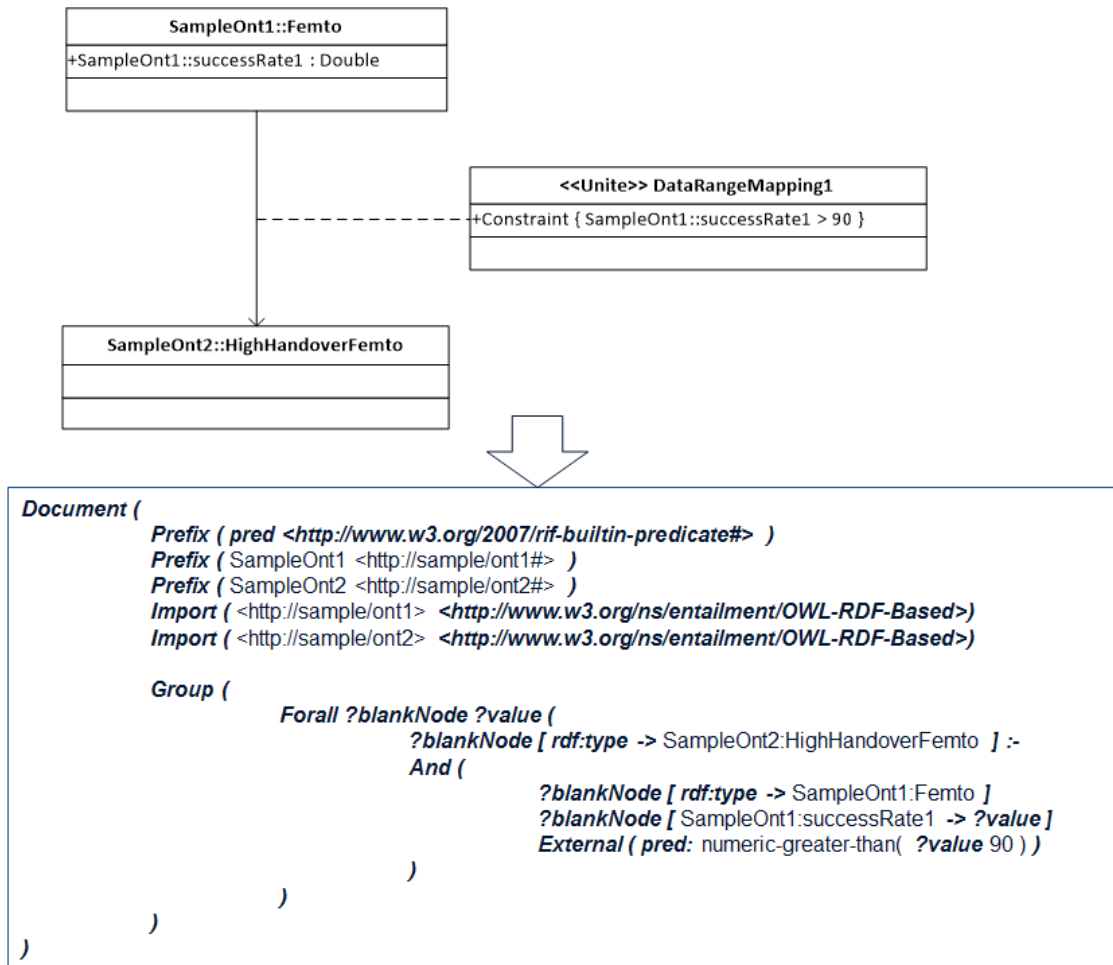 SampleOnt1::Femto
+SampleOnt1::successRate1 : Double
<<Unite>> DataRangeMapping1
+Constraint { SampleOnt1::successRate1 > 90 }
SampleOnt2::HighHandoverFemto
Document (
Prefix ( pred <http://www.w3.org/2007/rif-builtin-predicate#> )
Prefix ( SampleOnt1 <http://sample/ont1#> )
Prefix ( SampleOnt2 <http://sample/ont2#> )
Import ( <http://sample/ont1> <http://www.w3.org/ns/entailment/OWL-RDF-Based>)
Import ( <http://sample/ont2> <http://www.w3.org/ns/entailment/OWL-RDF-Based>)
Group (
Forall ?blankNode ?value (
?blankNode [ rdf:type -> SampleOnt2:HighHandoverFemto ] :-
And (
?blankNode [ rdf:type -> SampleOnt1:Femto ]
?blankNode [ SampleOnt1:successRate1 -> ?value ]
External ( pred: numeric-greater-than( ?value 90 ) )
)
)
)
)